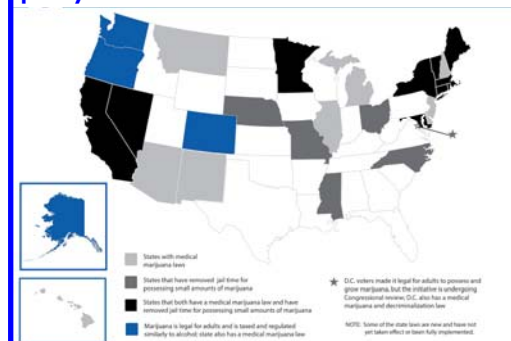 States with medical
marijuana laws
States that have removed jail time for
possessing small amounts of marijuana
States that both have a medical marijuana law and have
removed jail time for possessing small amounts of marijuana
Marijuana is legal for adults and is taxed and regulated
similarly to alcohol; state also has a medical marijuana law
D.C. voters made it legal for adults to possess and
grow marijuana, but the initiative is undergoing
Congressional review; D.C. also has a medical
marijuana and decriminalization law
NOTE: Some of the state laws are new and have not
yet taken effect or been fully implemented.